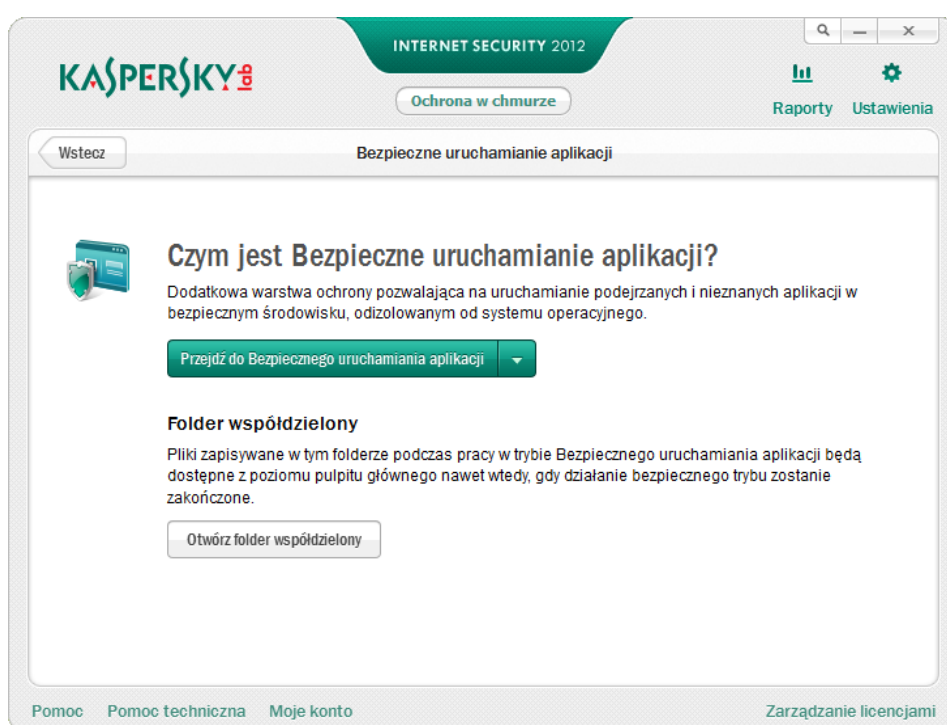 INTERNET SECURITY 2012
KASPERSKY lab
Ochrona w chmurze
Raporty
Ustawienia
Wstecz
Bezpieczne uruchamianie aplikacji
Czym jest Bezpieczne uruchamianie aplikacji?
Dodatkowa warstwa ochrony pozwalająca na uruchamianie podejrzanych i nieznanych aplikacji w
bezpiecznym środowisku, odizolowanym od systemu operacyjnego.
Przejdź do Bezpiecznego uruchamiania aplikacji
Folder współdzielony
Pliki zapisywane w tym folderze podczas pracy w trybie Bezpiecznego uruchamiania aplikacji będą
dostępne z poziomu pulpitu głównego nawet wtedy, gdy działanie bezpiecznego trybu zostanie
zakończone.
Otwórz folder współdzielony
Pomoc
Pomoc techniczna
Moje konto
Zarządzanie licencjami